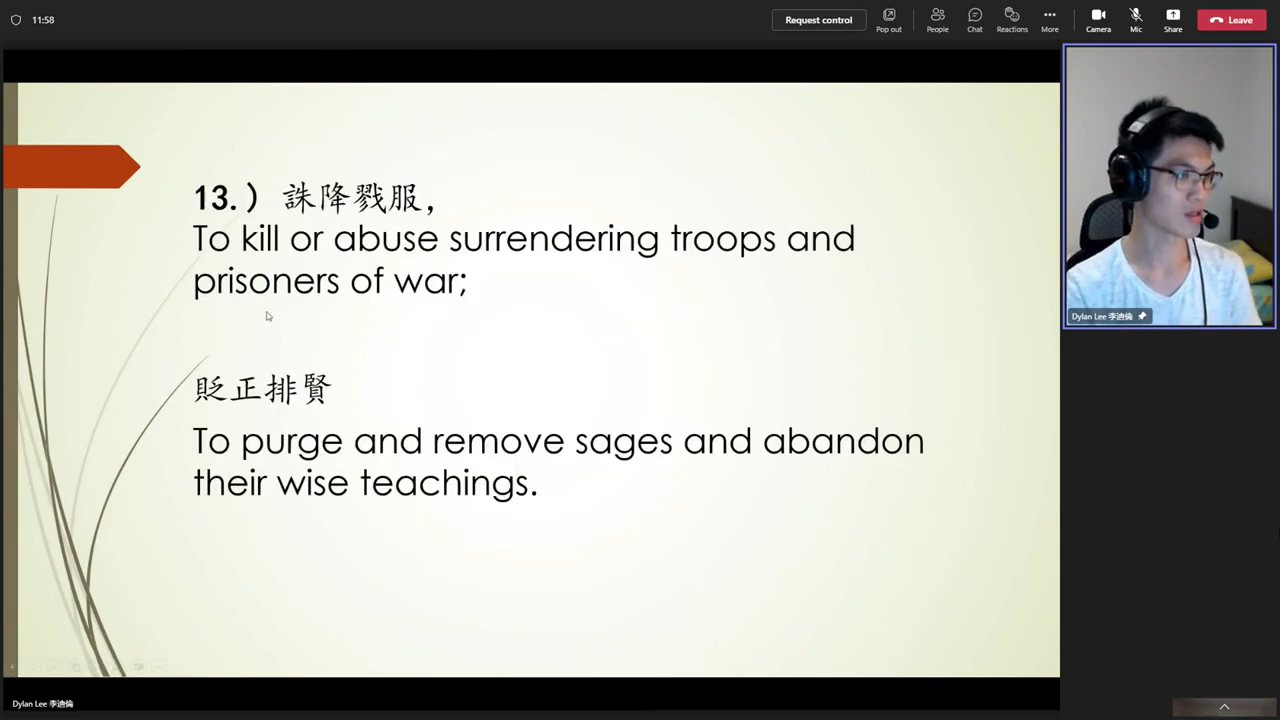 11:58
Request control
Pop out
People
Chat
Reactions
More
Camera
Mic
Share
Leave
13.）誅降戮服，
To kill or abuse surrendering troops and
prisoners of war;
貶正排賢
To purge and remove sages and abandon
their wise teachings.
Dylan Lee 李迪倫
Dylan Lee 李迪倫